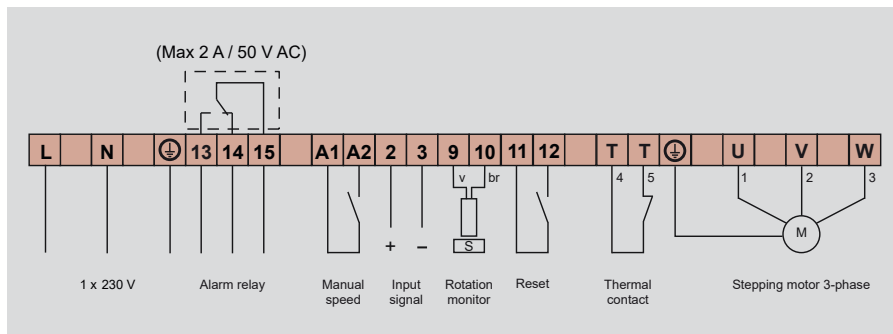 (Max 2 A / 50 V AC)
L N 13 14 15 A1 A2 2 3 9 10 11 12 T T U V W
v br 4 5 1 2 3
M
+ – S
1 x 230 V Alarm relay Manual speed Input signal Rotation monitor Reset Thermal contact Stepping motor 3-phase